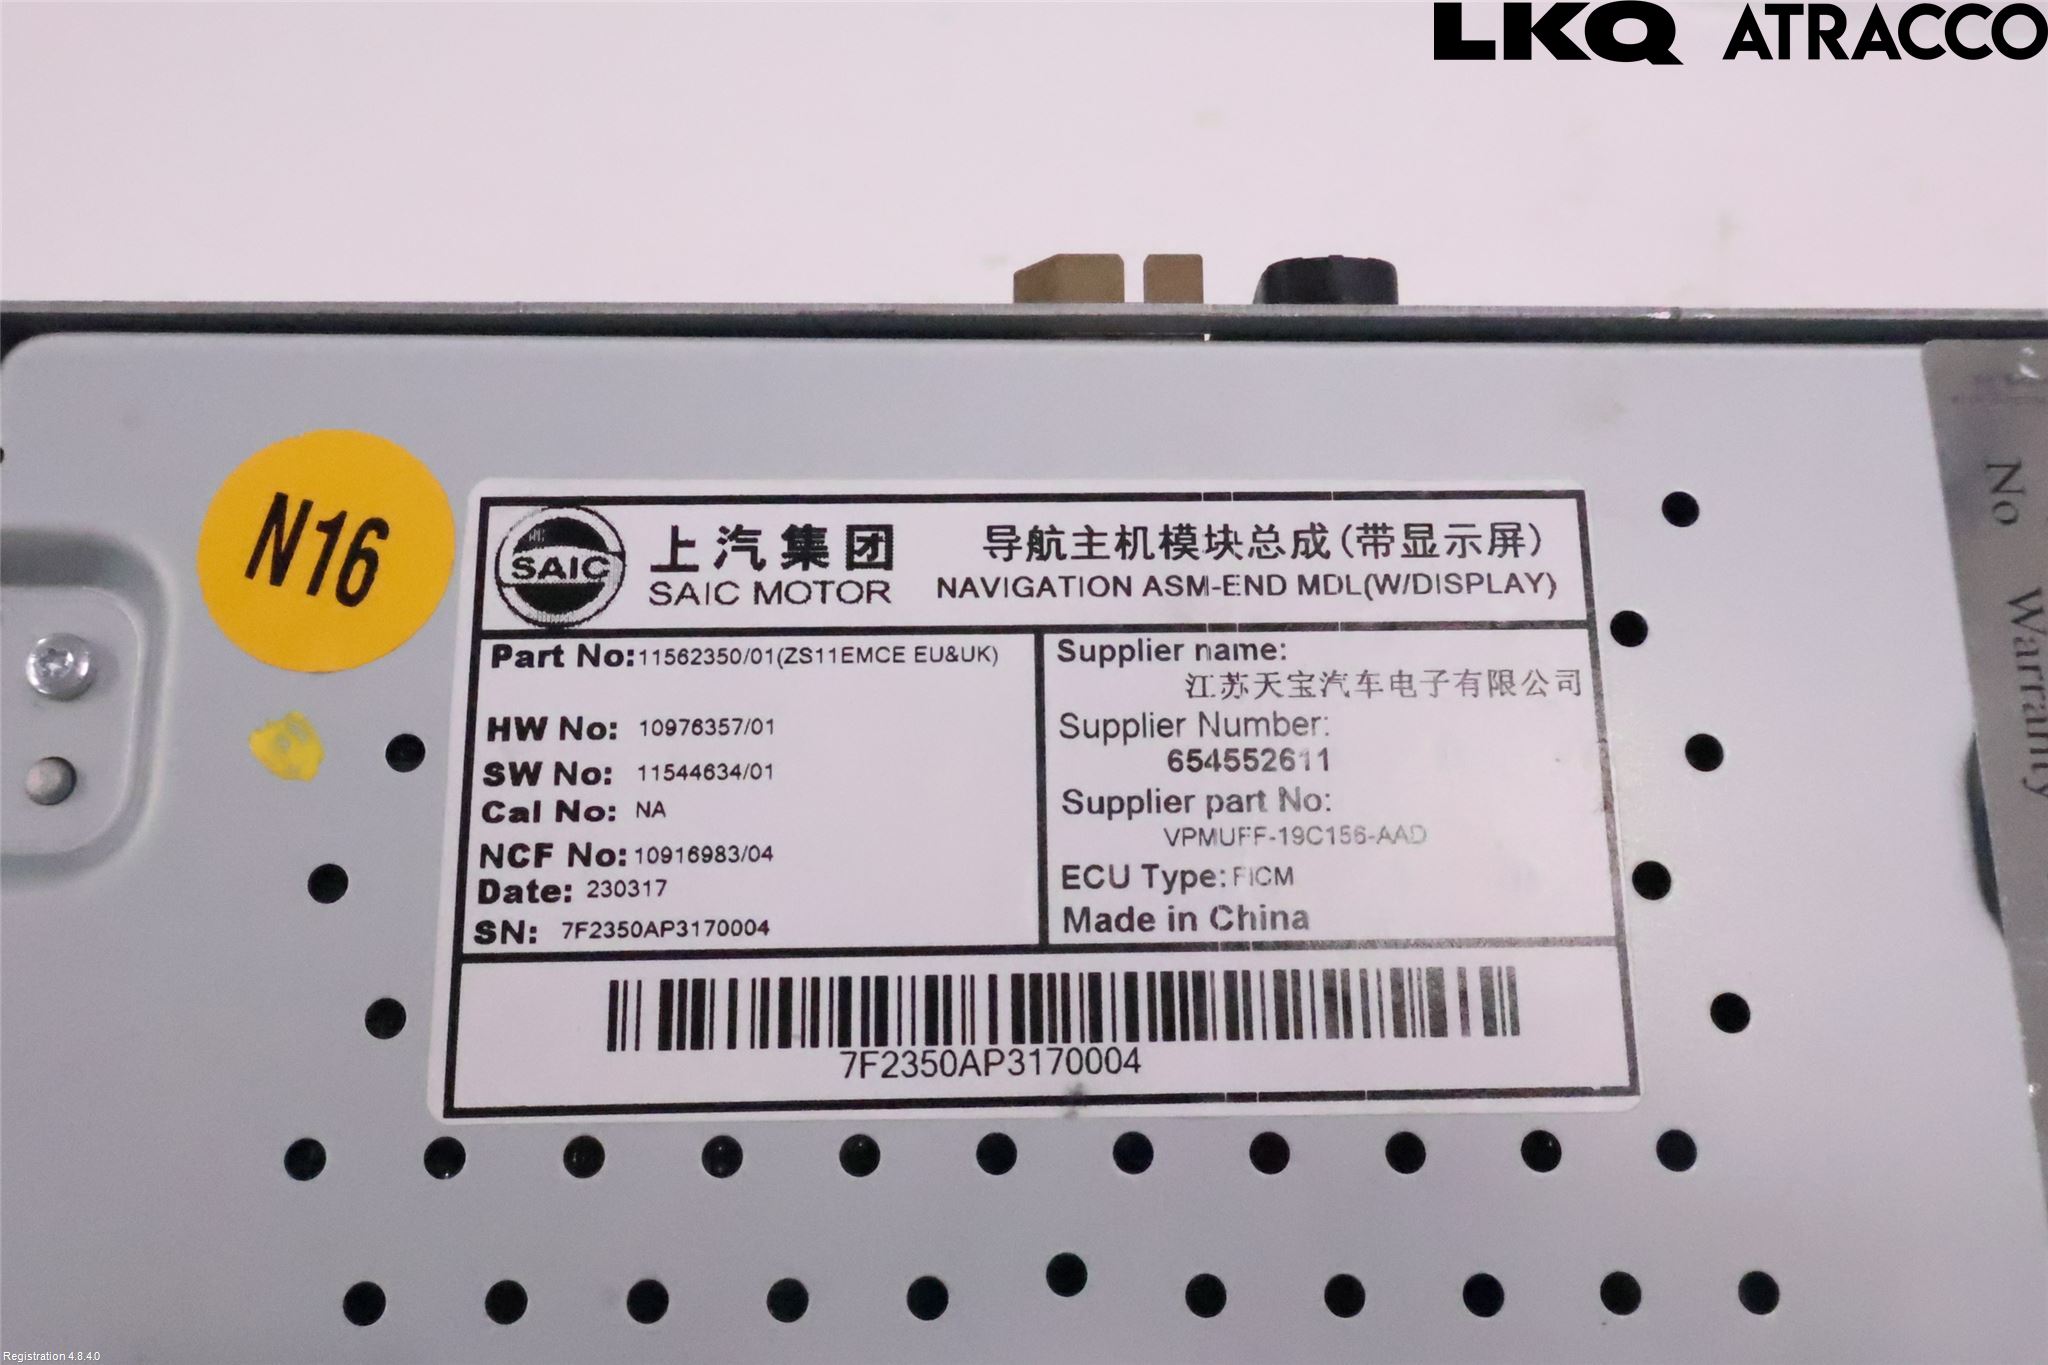 LKQ ATRACCO
N16
SAIC
上汽集团
SAIC MOTOR
导航主机模块总成(带显示屏)
NAVIGATION ASM-END MDL(W/DISPLAY)
Part No:11562350/01(ZS11EMCE EU&UK)
HW No: 10976357/01
SW No: 11544634/01
Cal No: NA
NCF No:10916983/04
Date: 230317
SN: 7F2350AP3170004
Supplier name:
江苏天宝汽车电子有限公司
Supplier Number:
654552611
Supplier part No:
VPMUFF-19C156-AAD
ECU Type:FICM
Made in China
7F2350AP3170004
No Warranty
Registration 4.8.4.0